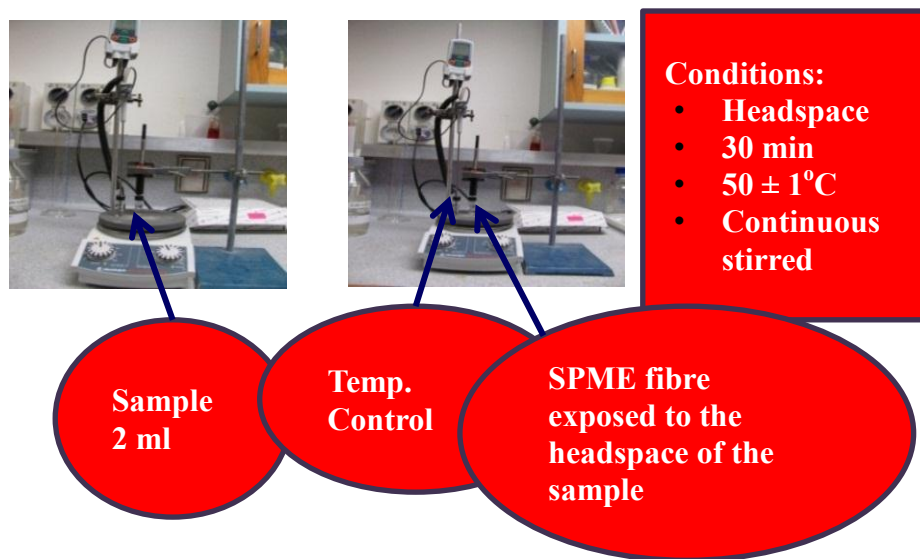 Conditions:
• Headspace
• 30 min
• 50 ± 1°C
• Continuous
stirred
Sample
2 ml
Temp.
Control
SPME fibre
exposed to the
headspace of the
sample